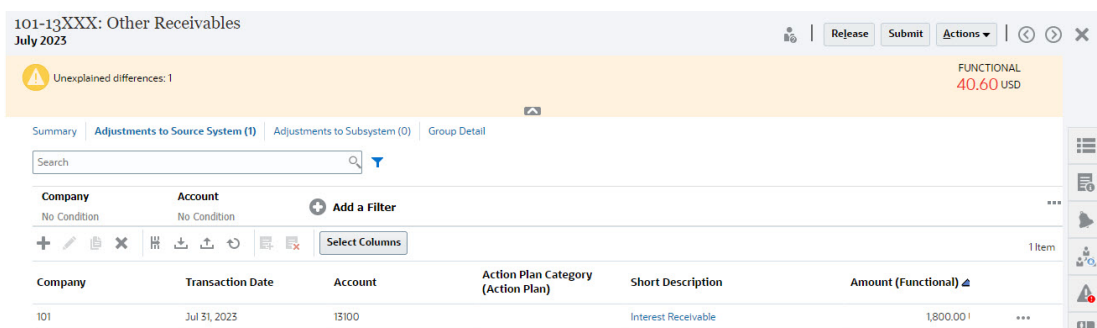 101-13XXX: Other Receivables
July 2023
Release Submit Actions
Unexplained differences: 1
FUNCTIONAL
40.60 USD
Summary Adjustments to Source System (1) Adjustments to Subsystem (0) Group Detail
Search
Company Account
No Condition No Condition
Add a Filter
Select Columns
1 Item
Company Transaction Date Account Action Plan Category (Action Plan) Short Description Amount (Functional)
101 Jul 31, 2023 13100 Interest Receivable 1,800.00